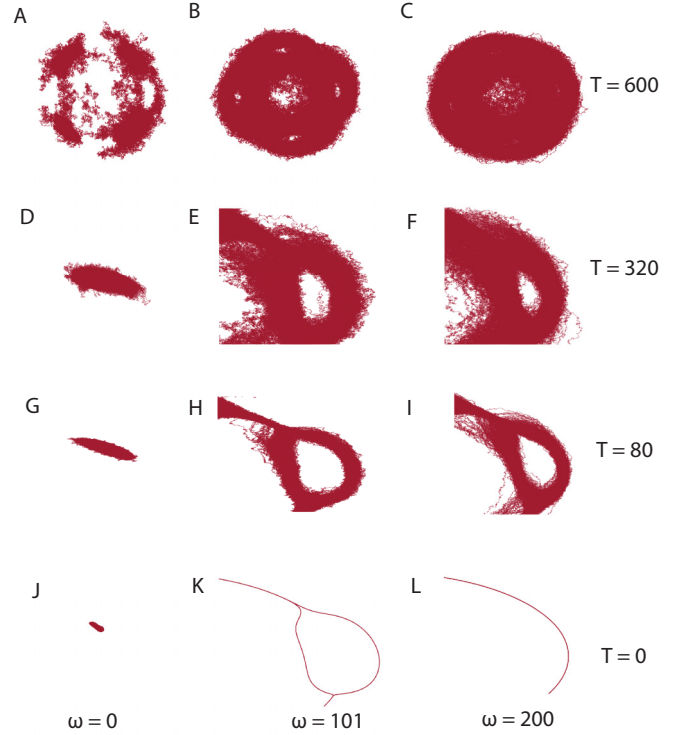 A B C
T = 600
D E F
T = 320
G H I
T = 80
J K L
T = 0
ω = 0 ω = 101 ω = 200